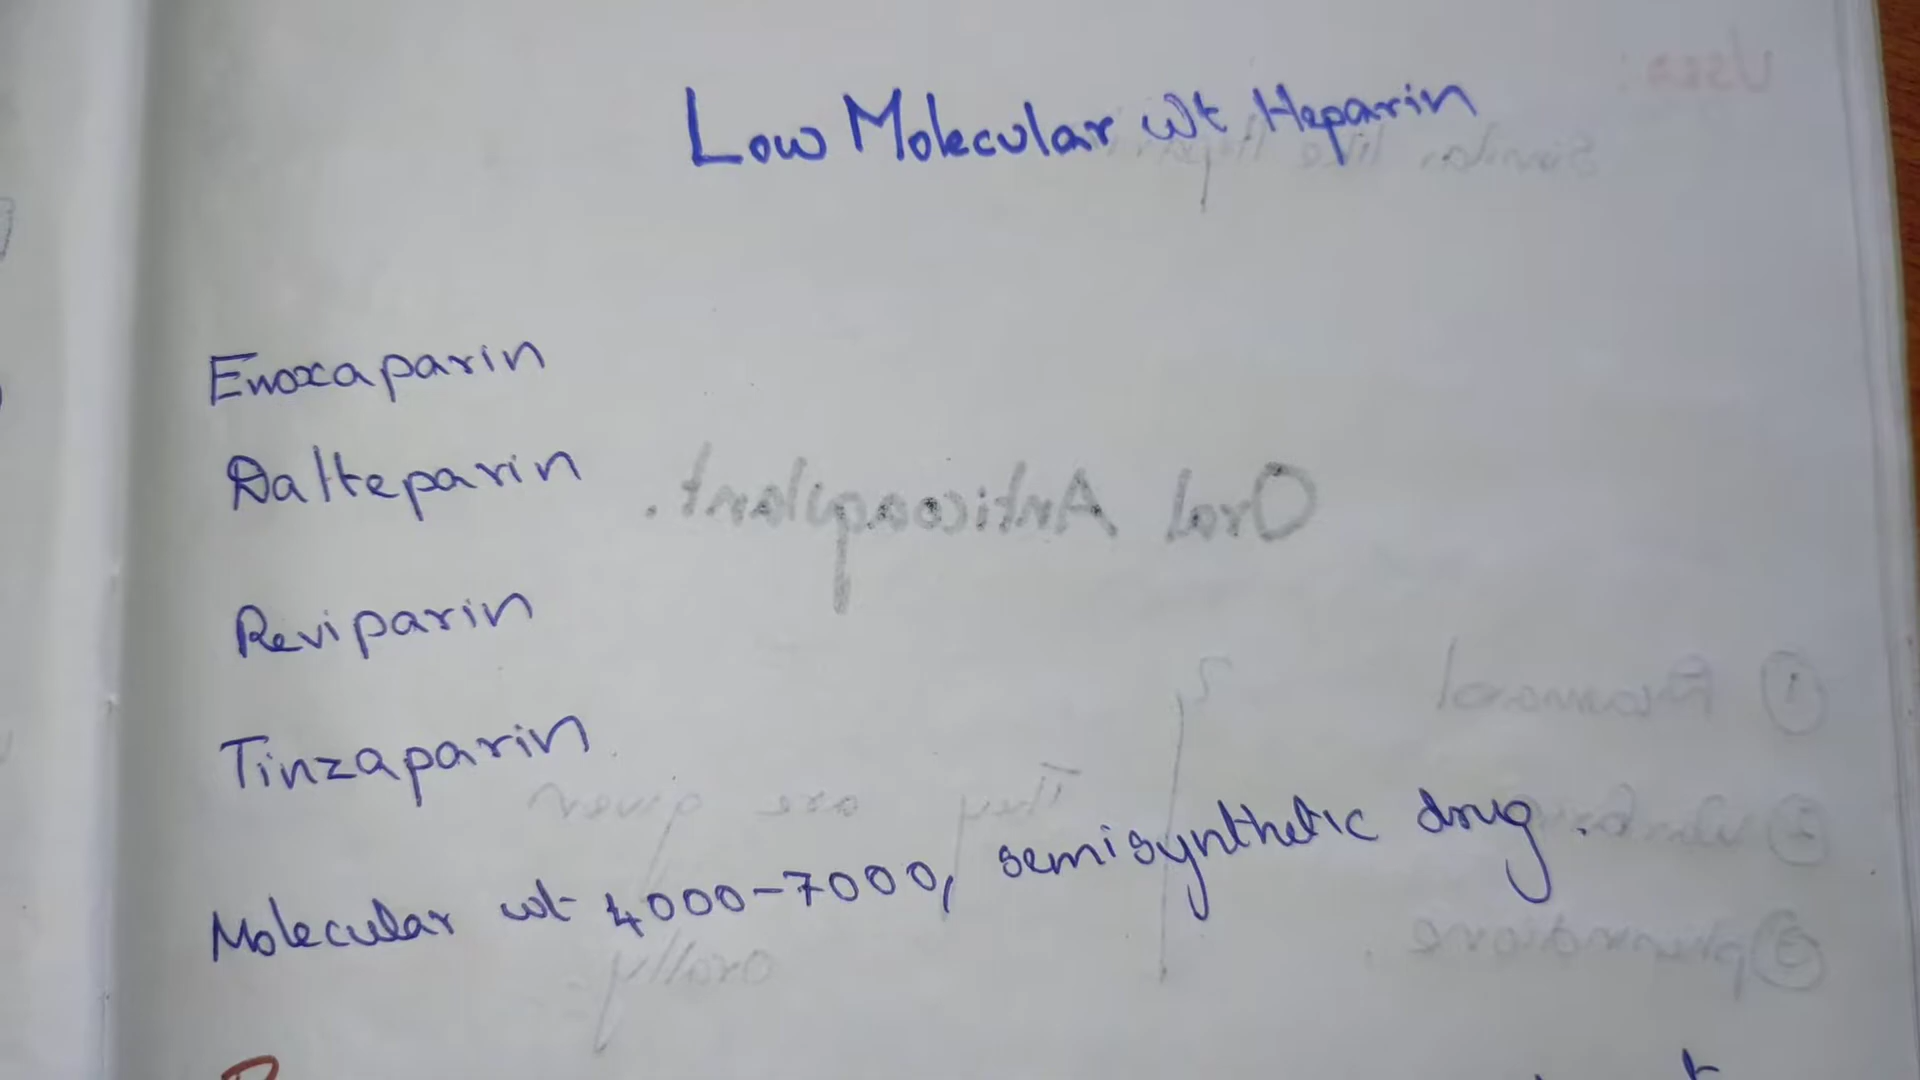 Low Molecular wt Heparin
Enoxaparin
Dalteparin
Reviparin
Tinzaparin
Molecular wt 4000-7000, semisynthetic drug.